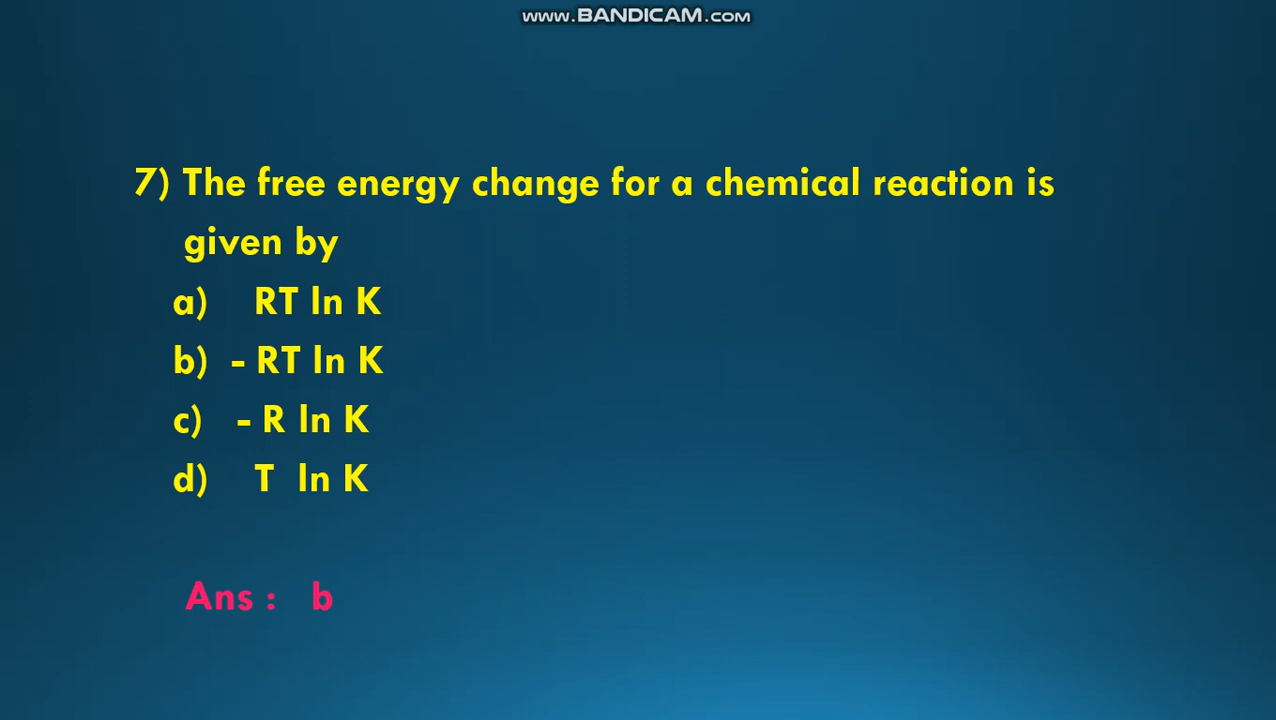 www.BANDICAM.com
7) The free energy change for a chemical reaction is
given by
a) RT ln K
b) - RT ln K
c) - R ln K
d) T ln K
Ans : b